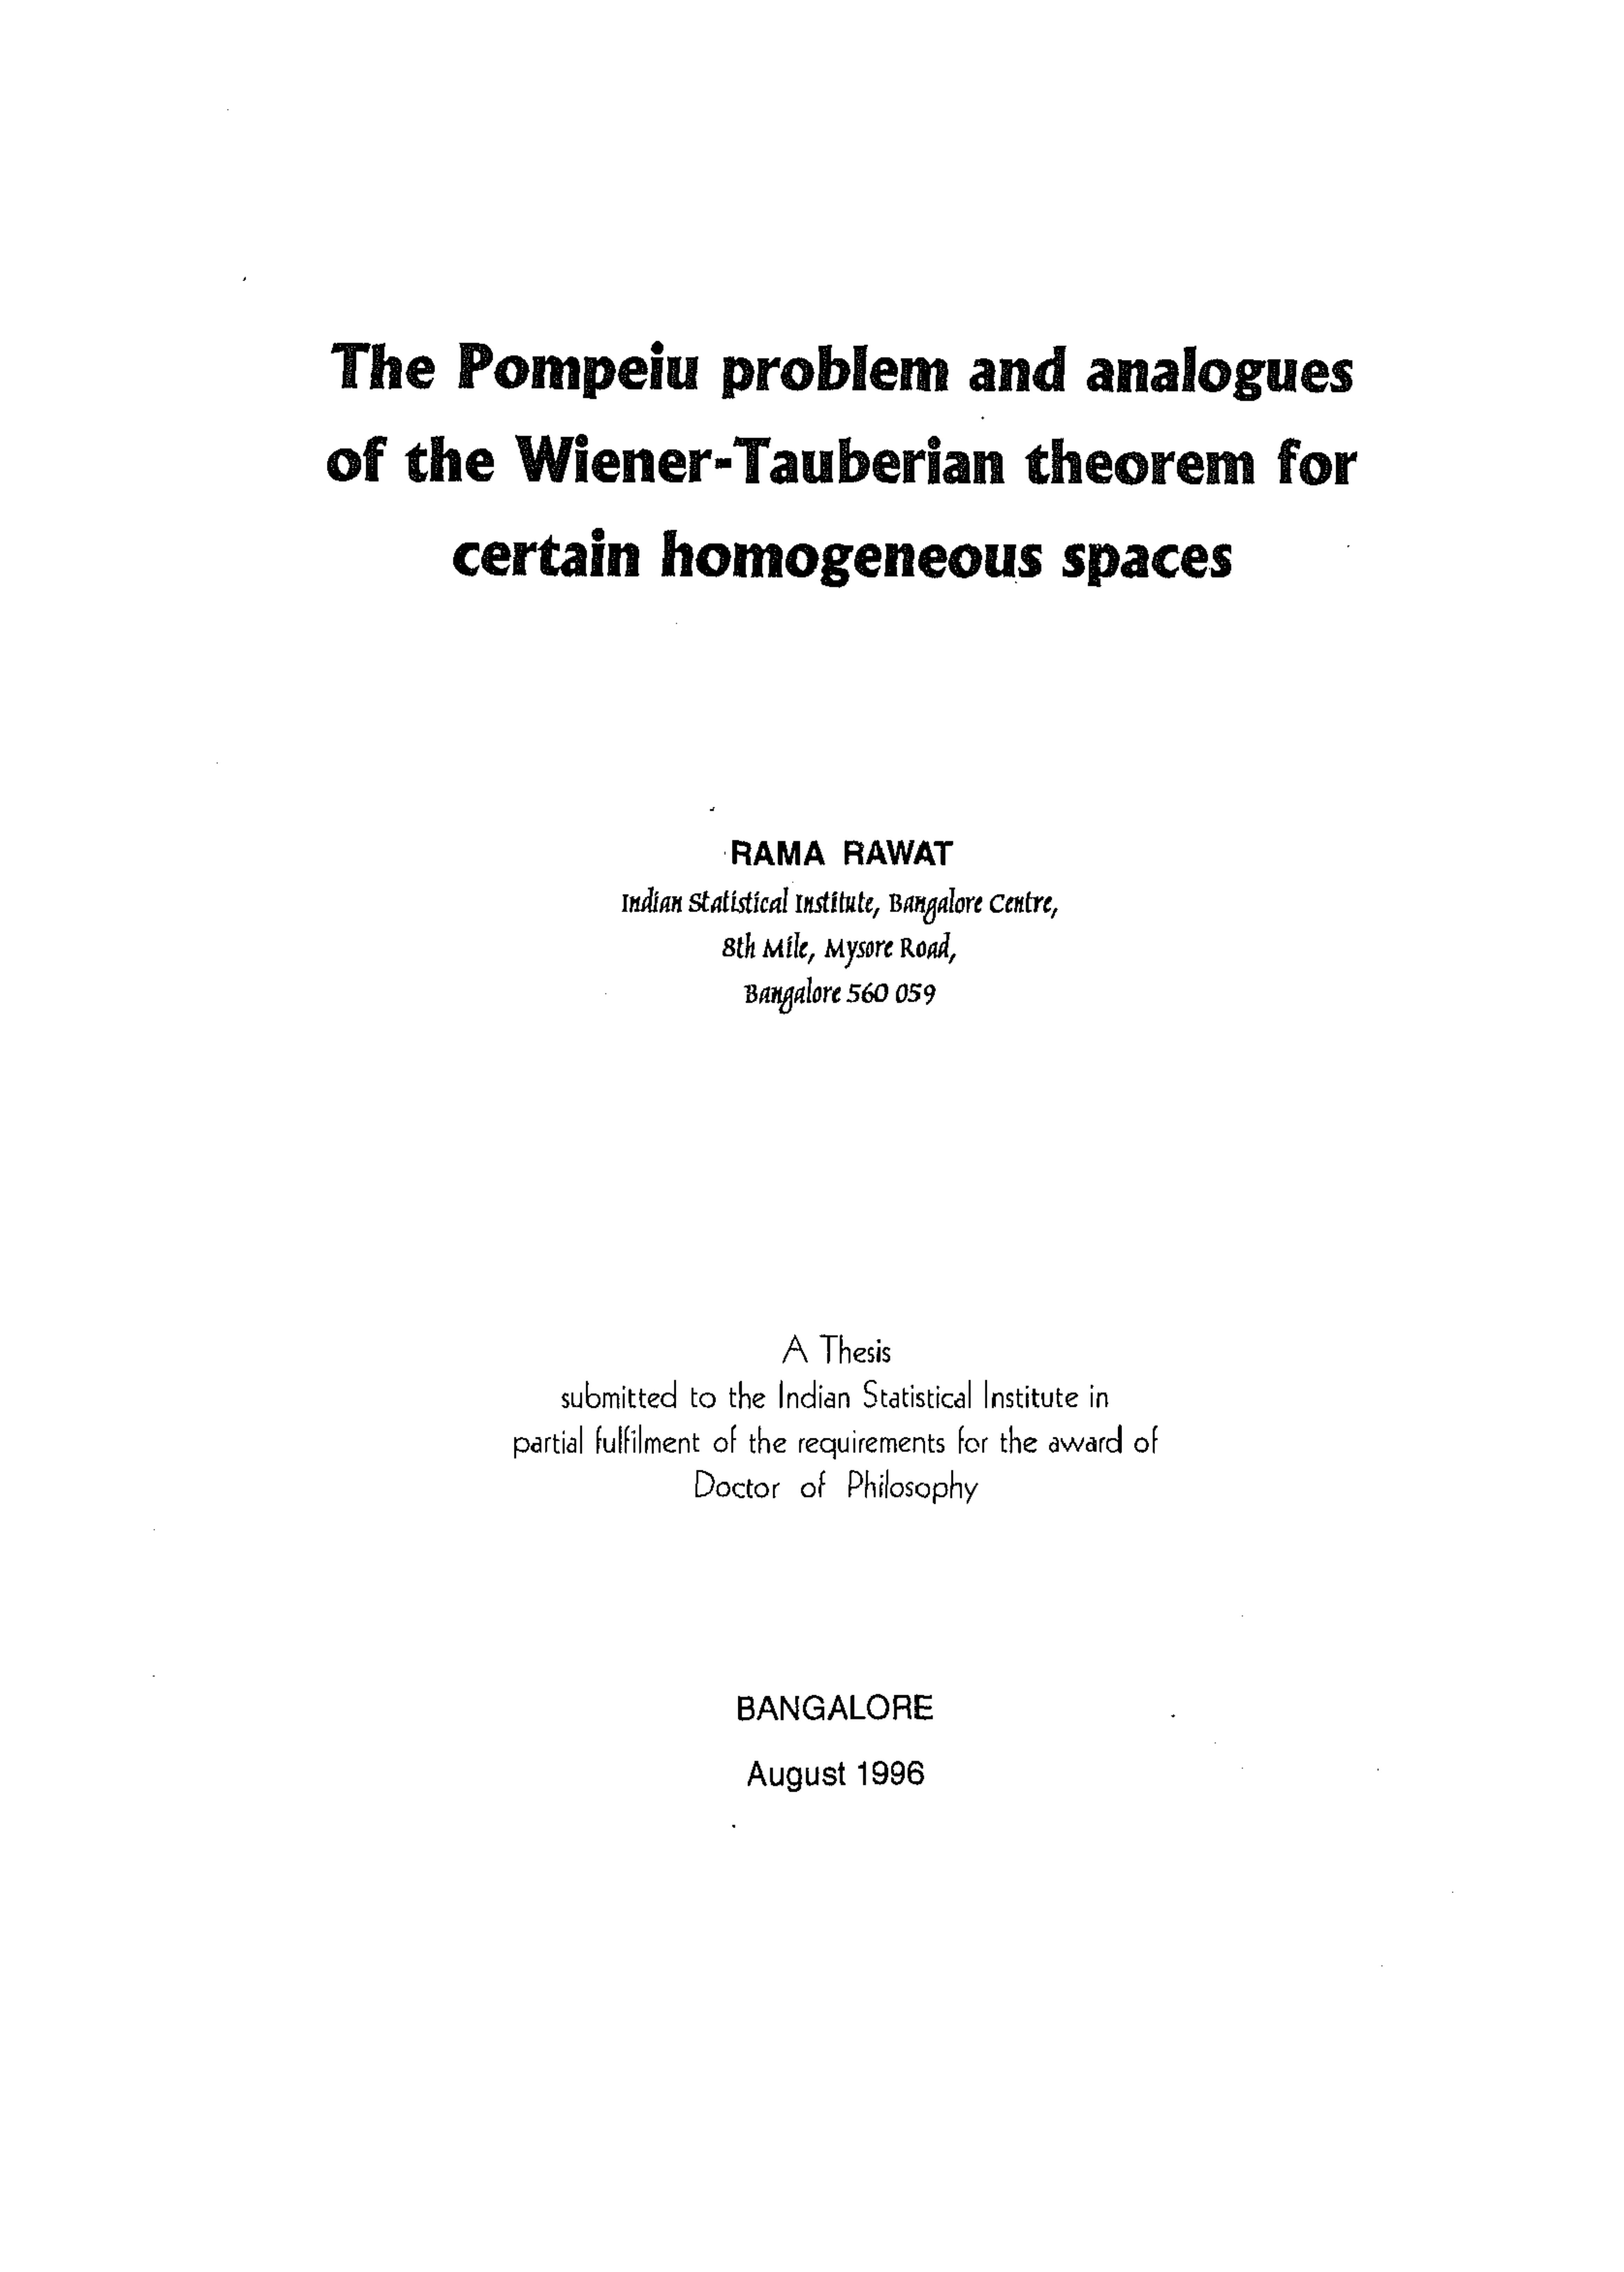 The Pompeiu problem and analogues
of the Wiener-Tauberian theorem for
certain homogeneous spaces
RAMA RAWAT
Indian Statistical Institute, Bangalore Centre,
8th Mile, Mysore Road,
Bangalore 560 059
A Thesis
submitted to the Indian Statistical Institute in
partial fulfilment of the requirements for the award of
Doctor of Philosophy
BANGALORE
August 1996